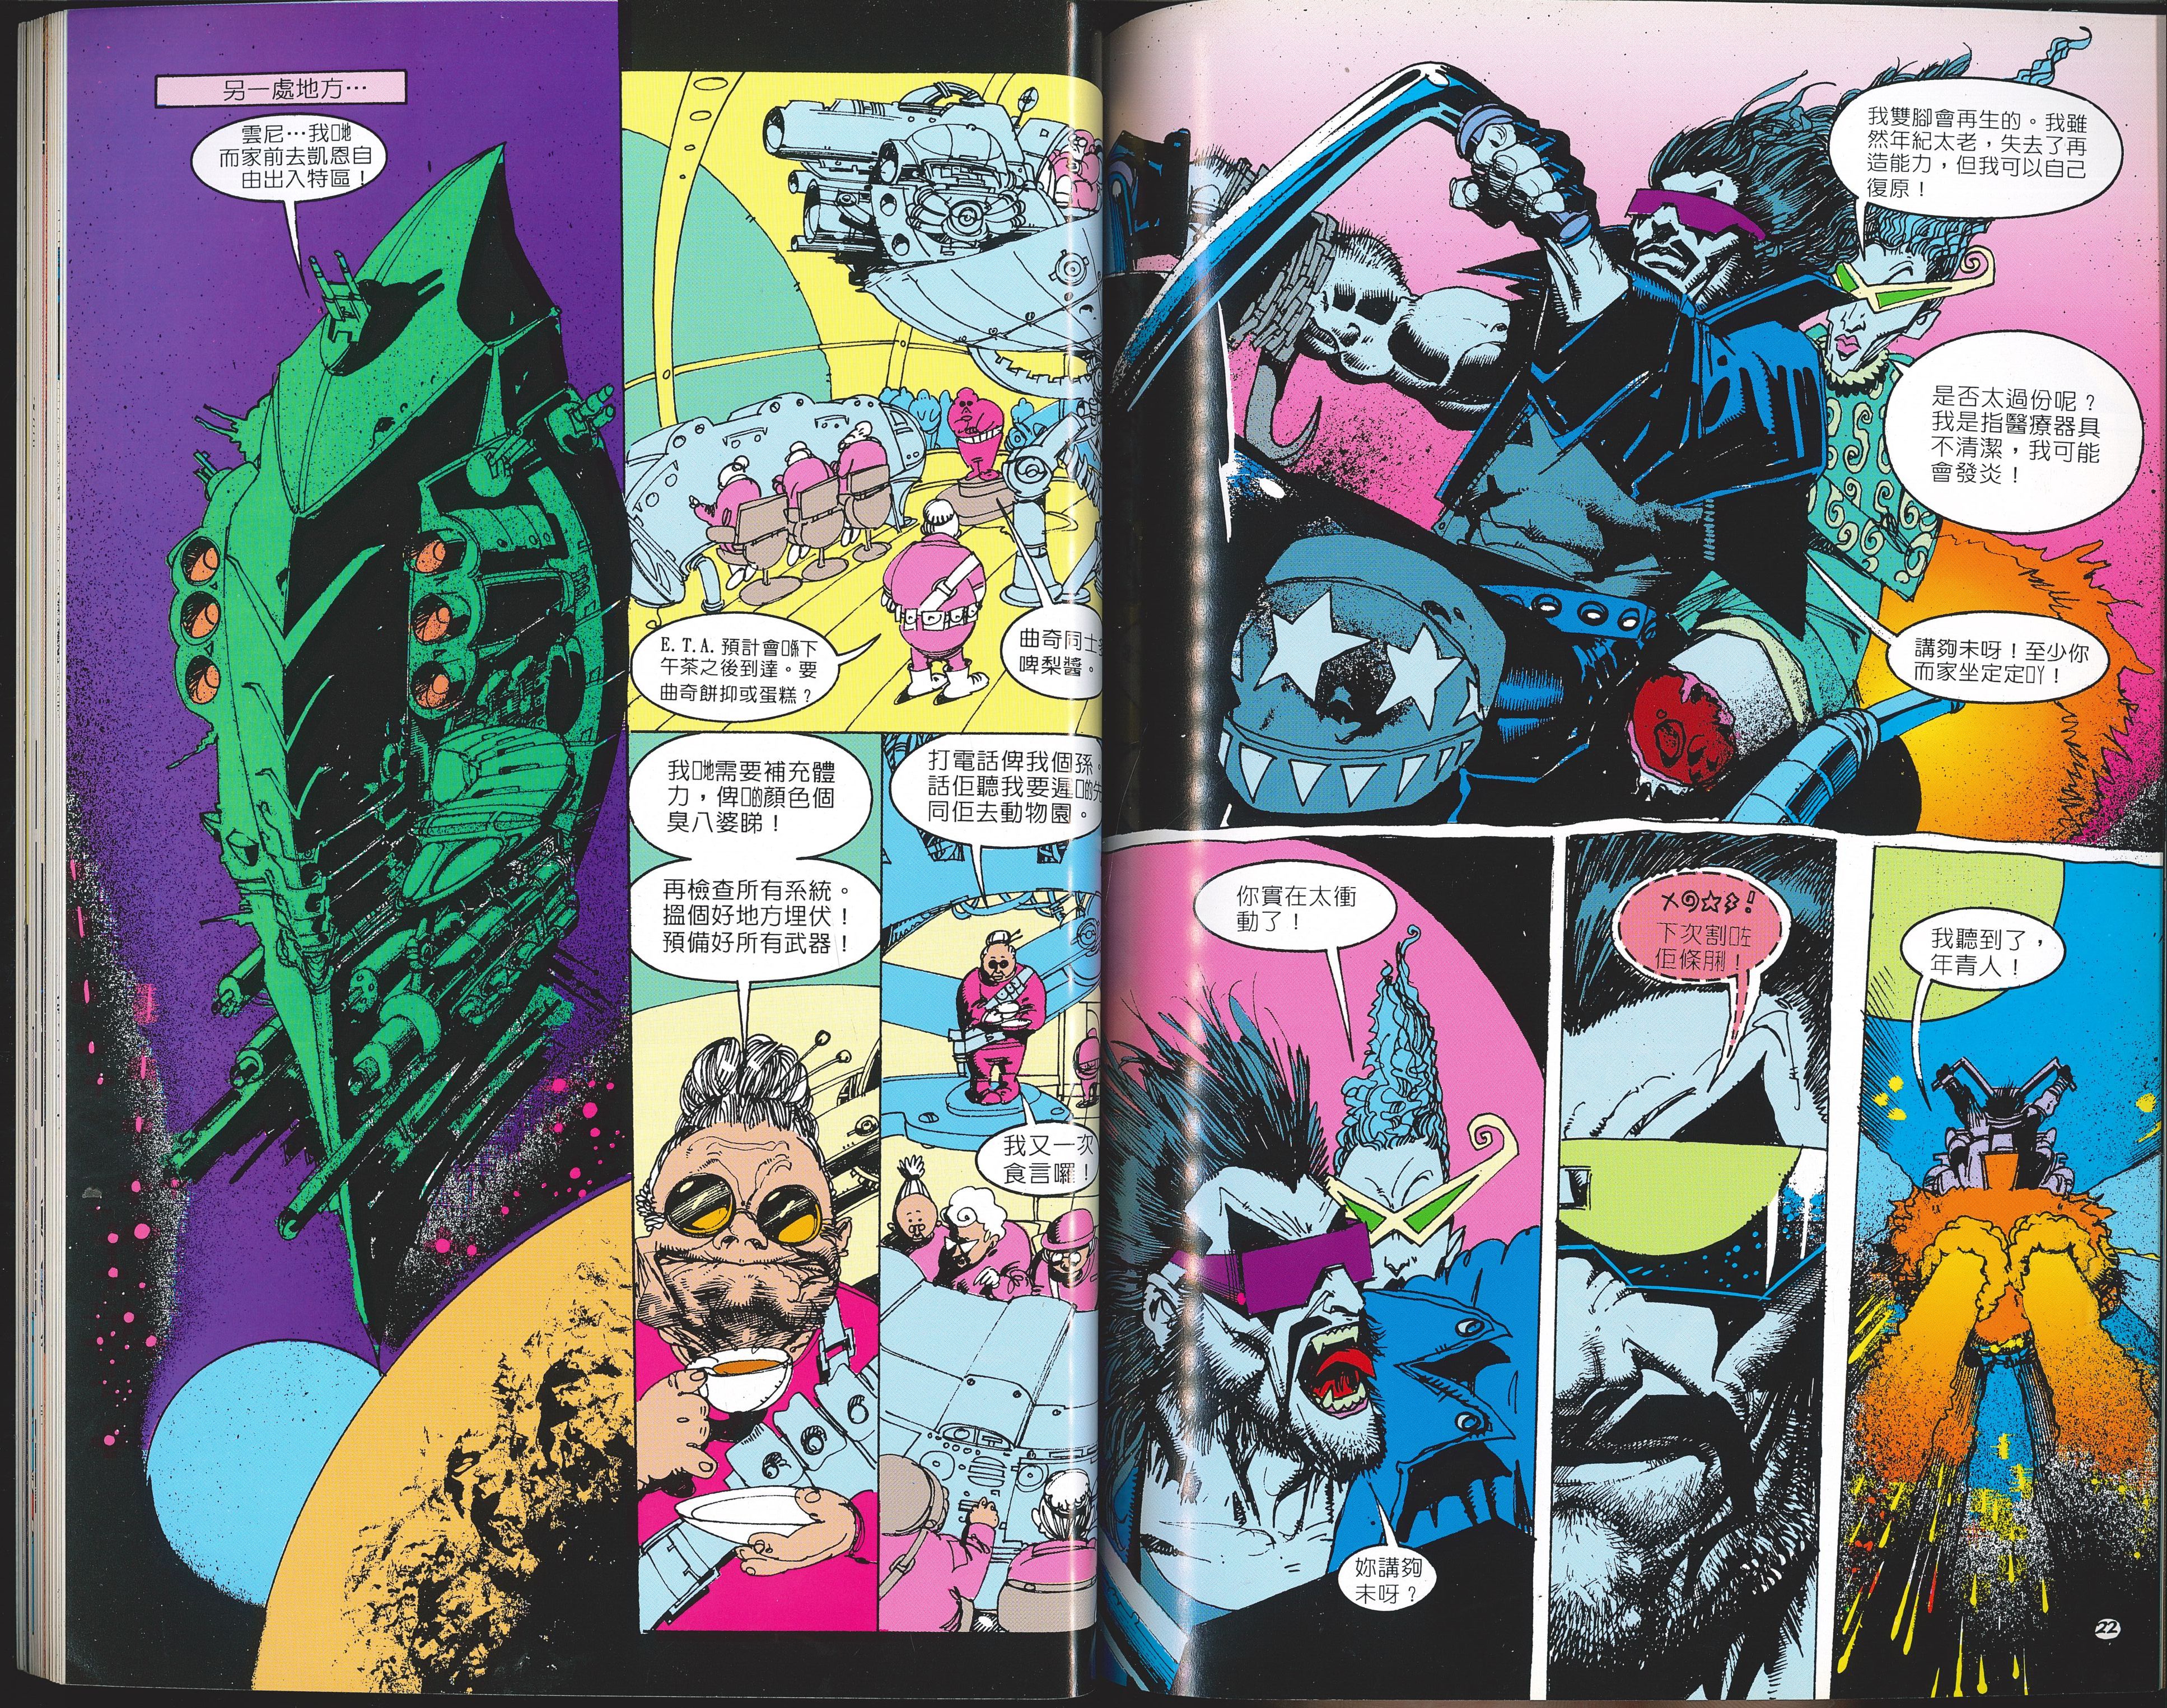 另一處地方…
雲尼…我哋
而家前去凱恩自
由出入特區！
E.T.A.預計會喺下
午茶之後到達。要
曲奇餅抑或蛋糕？
曲奇同士多
啤梨醬。
我哋需要補充體
力，俾啲顏色個
臭八婆睇！
再檢查所有系統。
搵個好地方埋伏！
預備好所有武器！
打電話俾我個孫。
話佢聽我要遲啲先
同佢去動物園。
我又一次
食言囉！
我雙腳會再生的。我雖
然年紀太老，失去了再
造能力，但我可以自己
復原！
是否太過份呢？
我是指醫療器具
不清潔，我可能
會發炎！
講夠未呀！至少你
而家坐定定吖！
你實在太衝
動了！
妳講夠
未呀？
下次割咗
佢條脷！
我聽到了，
年青人！
22